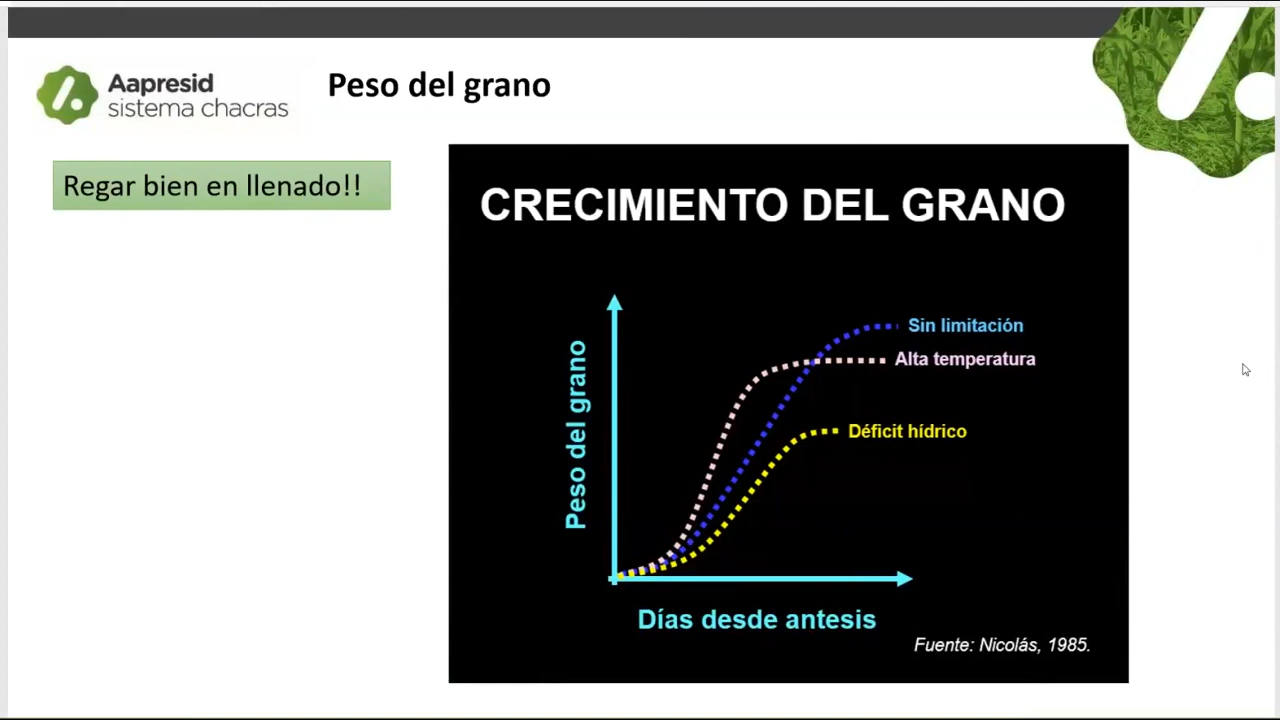 Aapresid
sistema chacras
Peso del grano
Regar bien en llenado!!
CRECIMIENTO DEL GRANO
Sin limitación
Alta temperatura
Déficit hídrico
Peso del grano
Días desde antesis
Fuente: Nicolás, 1985.